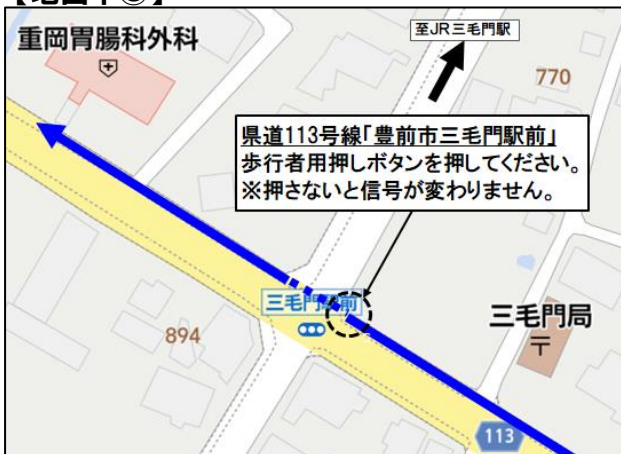 重岡胃腸科外科
至JR三毛門駅
770
県道113号線｢豊前市三毛門駅前｣
歩行者用押しボタンを押してください。
※押さないと信号が変わりません。
三毛門駅前
三毛門局
〒
894
113